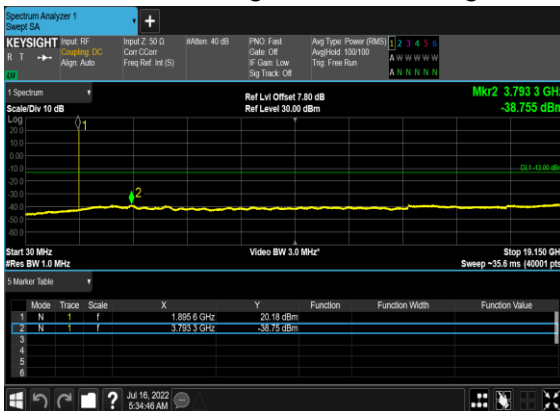 Spectrum Analyzer 1
Swept SA
KEYSIGHT
R T
LV
Input: RF
Coupling: DC
Align: Auto
Input Z: 50 Ω
Corr CCorr
Freq Ref: Int (S)
#Atten: 40 dB
PNO: Fast
Gate: Off
IF Gain: Low
Sig Track: Off
Avg Type: Power (RMS)
Avg|Hold: 100/100
Trig: Free Run
1 2 3 4 5 6
A W W W W W
A N N N N N
1 Spectrum
Scale/Div 10 dB
Ref Lvl Offset 7.80 dB
Ref Level 30.00 dBm
Mkr2 3.793 3 GHz
-38.755 dBm
Log
20.0
10.0
0.00
-10.0
-20.0
-30.0
-40.0
-50.0
-60.0
1
2
DL1 -13.00 dBm
Start 30 MHz
#Res BW 1.0 MHz
Video BW 3.0 MHz*
Stop 19.150 GH
Sweep ~35.6 ms (40001 pts
5 Marker Table
Mode Trace Scale X Y Function Function Width Function Value
1 N 1 f 1.895 6 GHz 20.18 dBm
2 N 1 f 3.793 3 GHz -38.75 dBm
3
4
5
6
?
Jul 16, 2022
5:34:46 AM